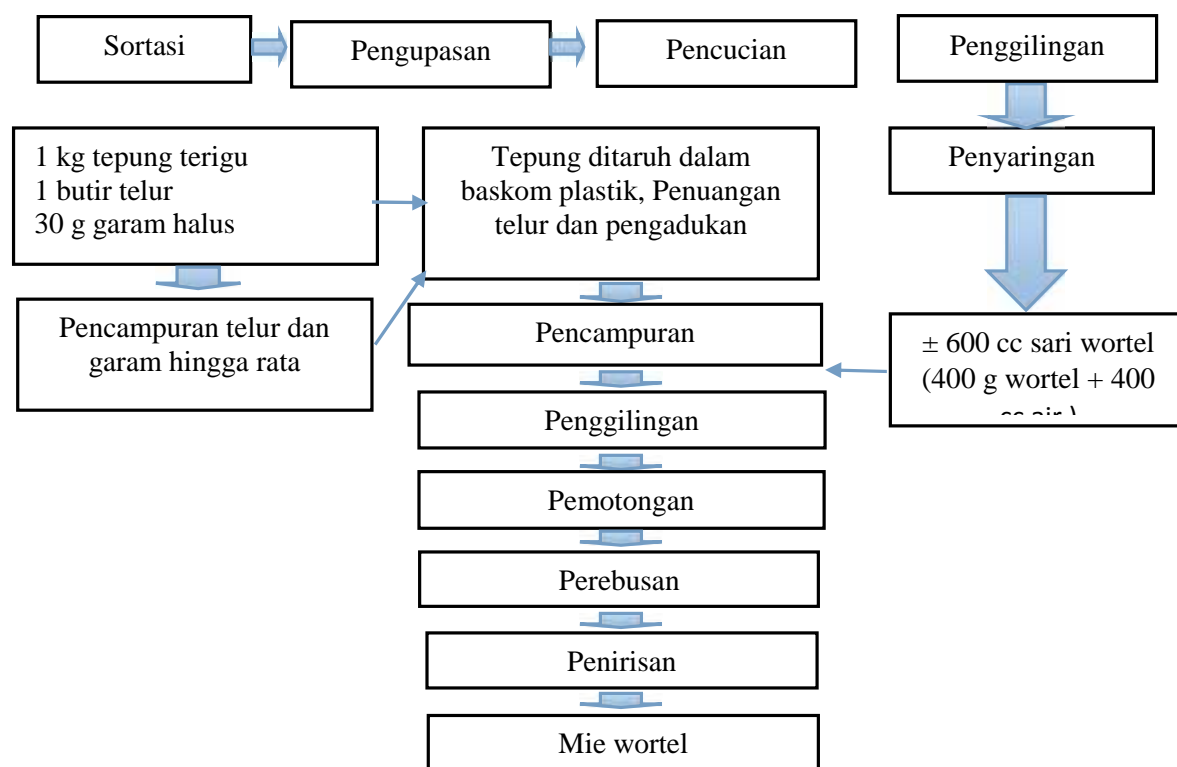 Sortasi
Pengupasan
Pencucian
Penggilingan
Penyaringan
1 kg tepung terigu
1 butir telur
30 g garam halus
Tepung ditaruh dalam
baskom plastik, Penuangan
telur dan pengadukan
Pencampuran telur dan
garam hingga rata
Pencampuran
± 600 cc sari wortel
(400 g wortel + 400
cc air )
Penggilingan
Pemotongan
Perebusan
Penirisan
Mie wortel